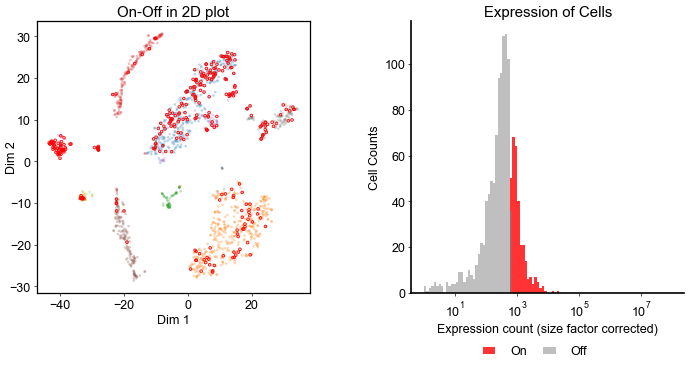 On-Off in 2D plot
Dim 2
30
20
10
0
−10
−20
−30
−40
−20
0
20
Dim 1
Expression of Cells
Cell Counts
100
80
60
40
20
0
10^1
10^3
10^5
10^7
Expression count (size factor corrected)
On
Off